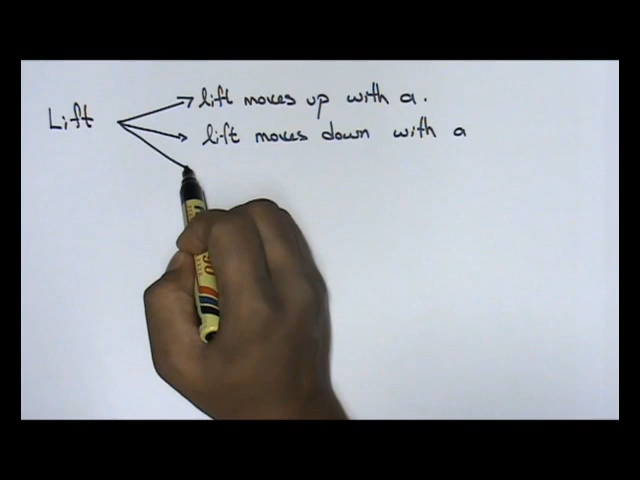 Lift
lift moves up with a.
lift moves down with a